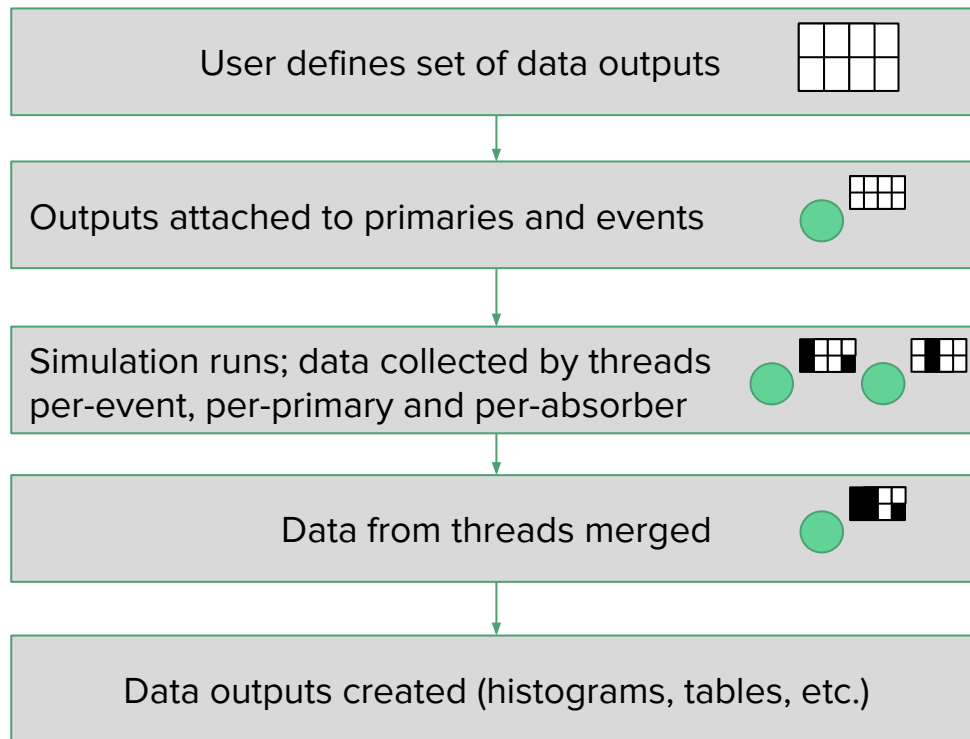 User defines set of data outputs
Outputs attached to primaries and events
Simulation runs; data collected by threads
per-event, per-primary and per-absorber
Data from threads merged
Data outputs created (histograms, tables, etc.)